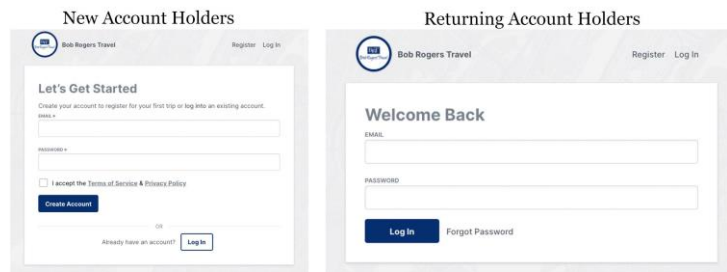 New Account Holders
Bob Rogers Travel
Register Log In
Let's Get Started
Create your account to register for your first trip or log into an existing account.
EMAIL *
PASSWORD *
I accept the Terms of Service & Privacy Policy
Create Account
OR
Already have an account? Log In
Returning Account Holders
Bob Rogers Travel
Register Log In
Welcome Back
EMAIL
PASSWORD
Log In Forgot Password